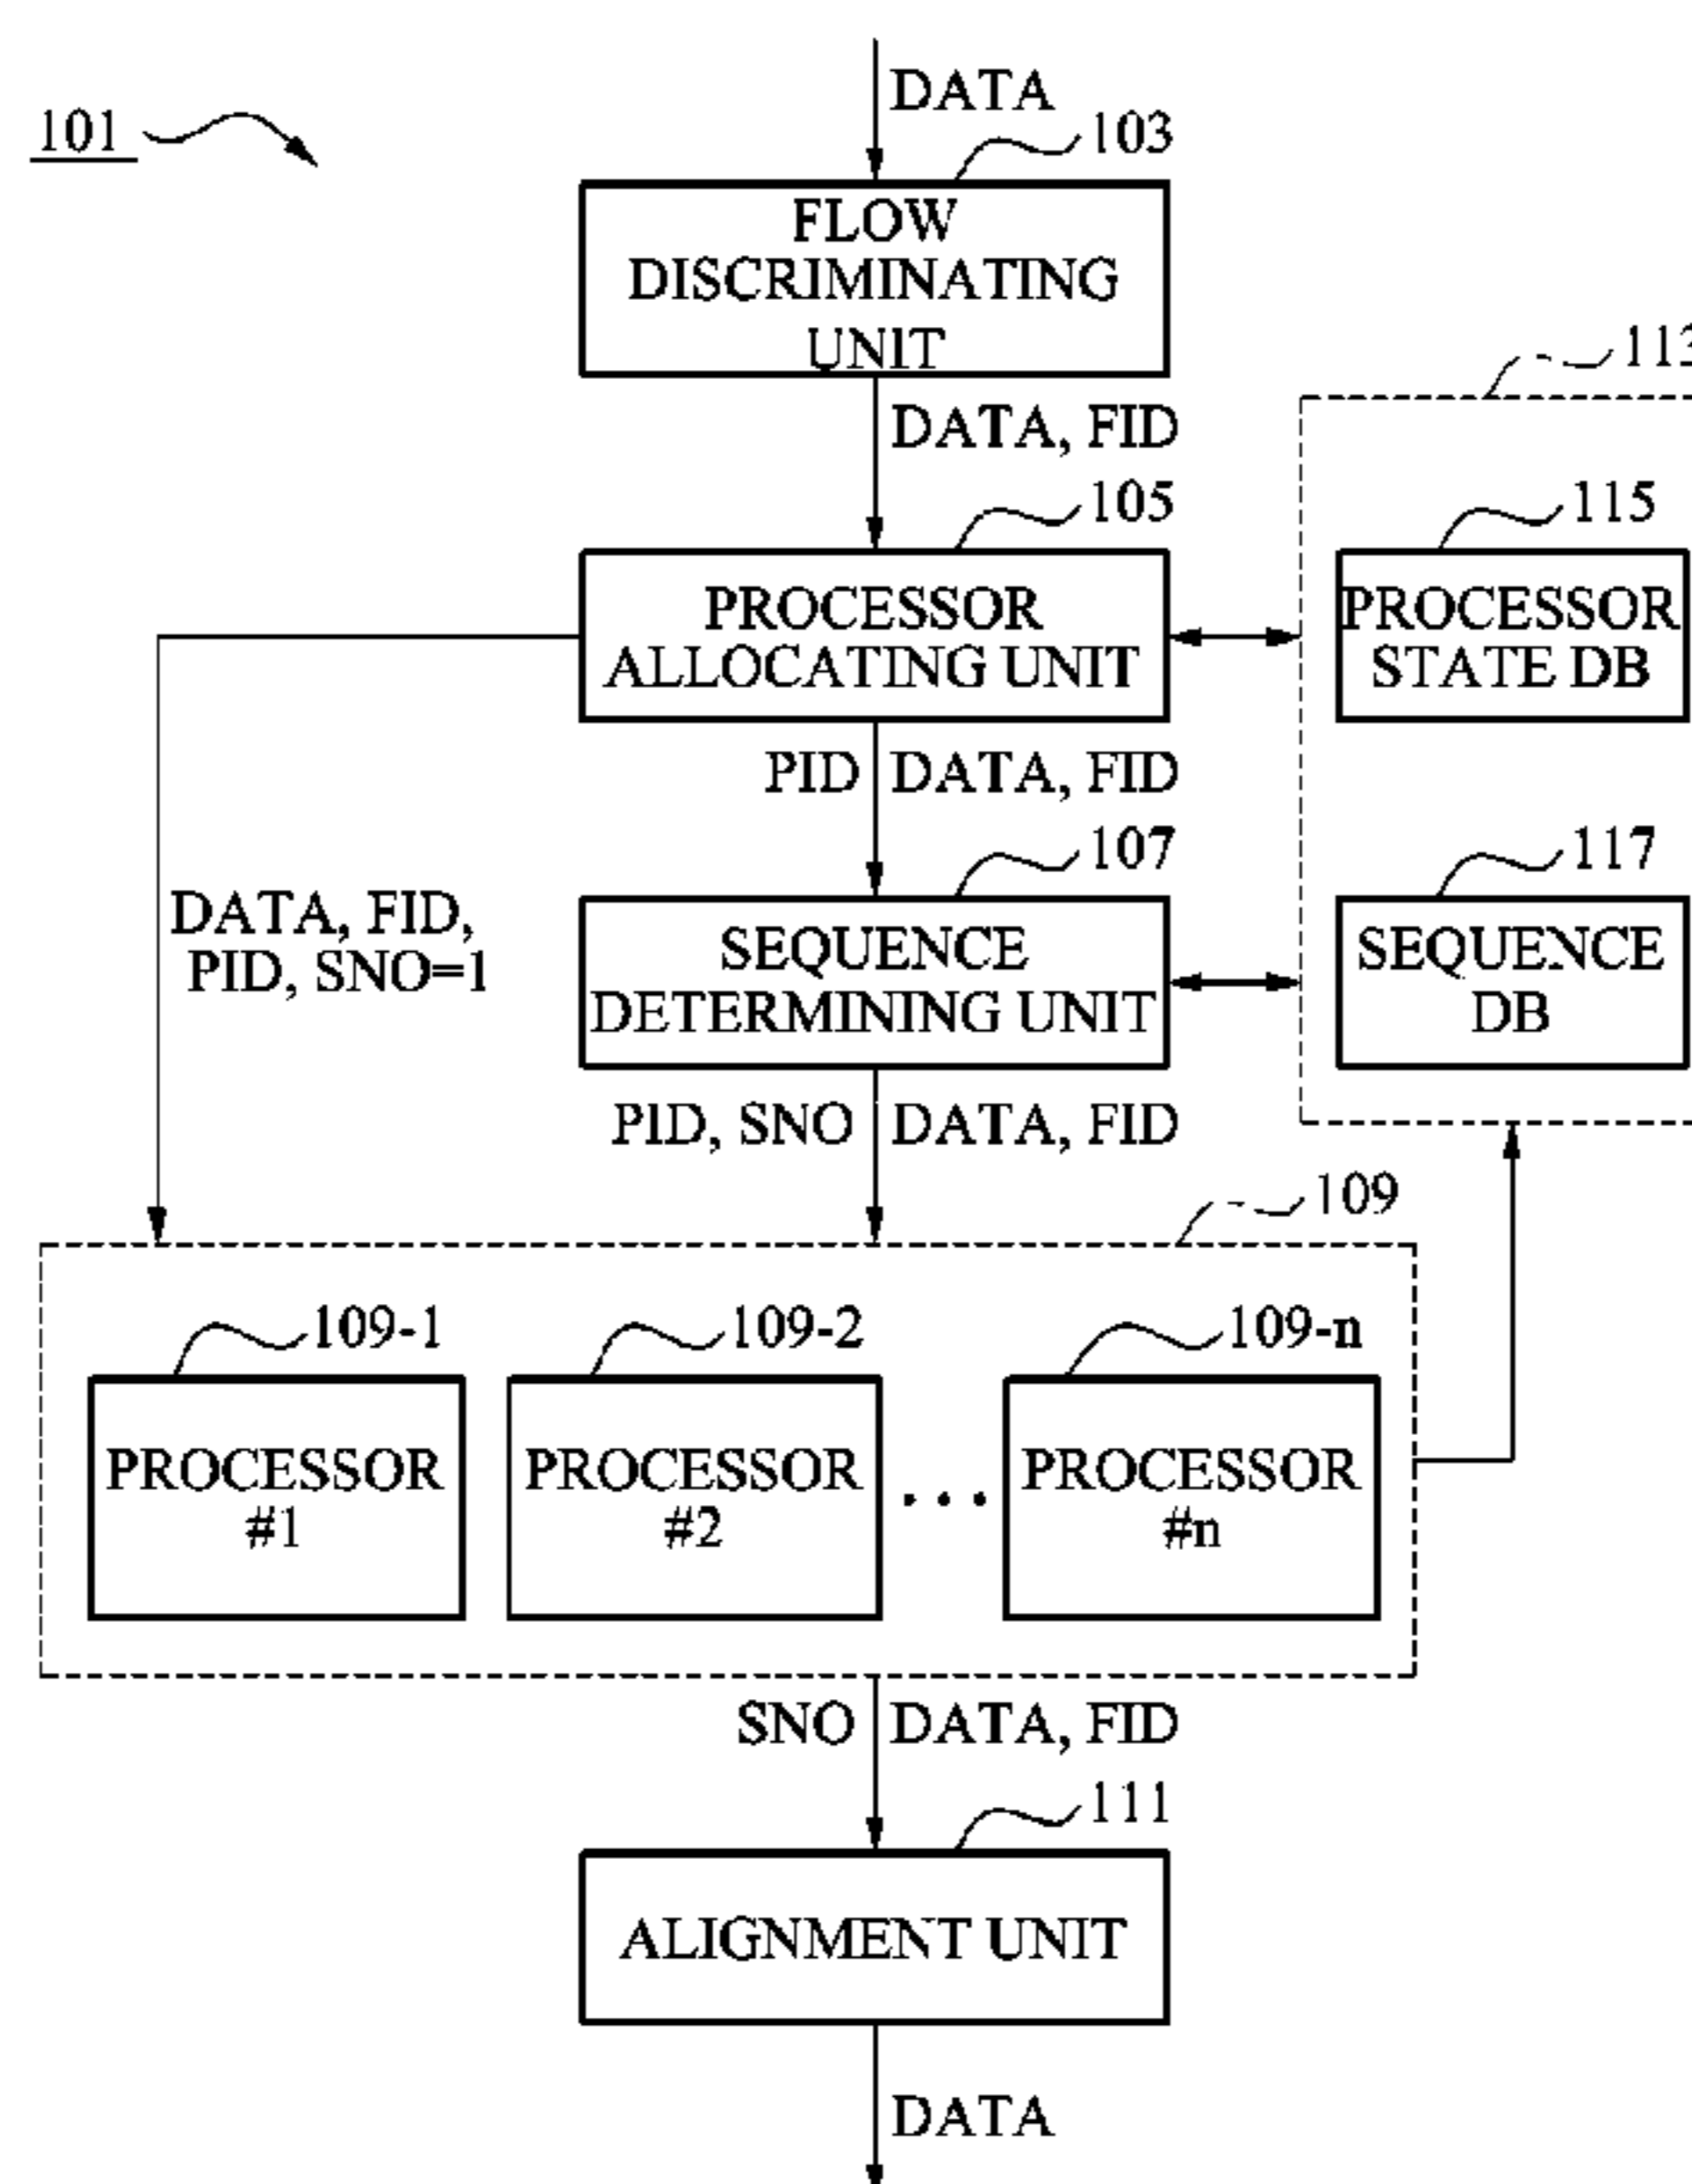 DATA
101
103
FLOW
DISCRIMINATING
UNIT
DATA, FID
105
PROCESSOR
ALLOCATING UNIT
115
PROCESSOR
STATE DB
PID DATA, FID
107
SEQUENCE
DETERMINING UNIT
117
SEQUENCE
DB
DATA, FID,
PID, SNO=1
PID, SNO DATA, FID
109
109-1
PROCESSOR
#1
109-2
PROCESSOR
#2
...
109-n
PROCESSOR
#n
SNO DATA, FID
111
ALIGNMENT UNIT
DATA